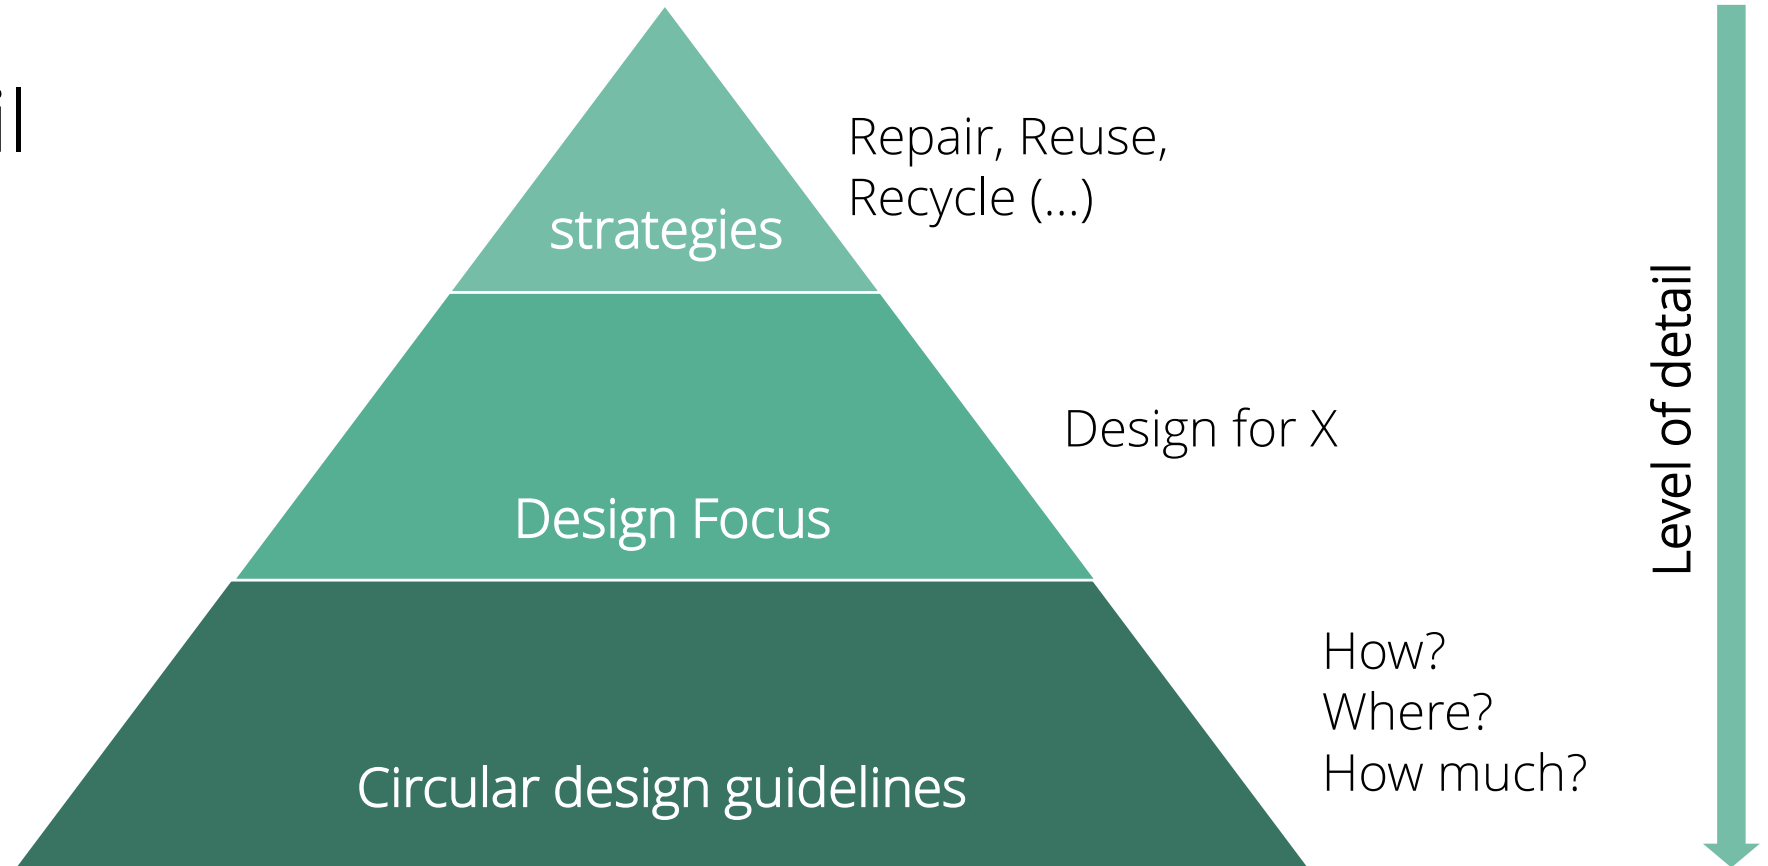 il
Repair, Reuse,
Recycle (...)
strategies
Design for X
Design Focus
How?
Where?
How much?
Circular design guidelines
Level of detail